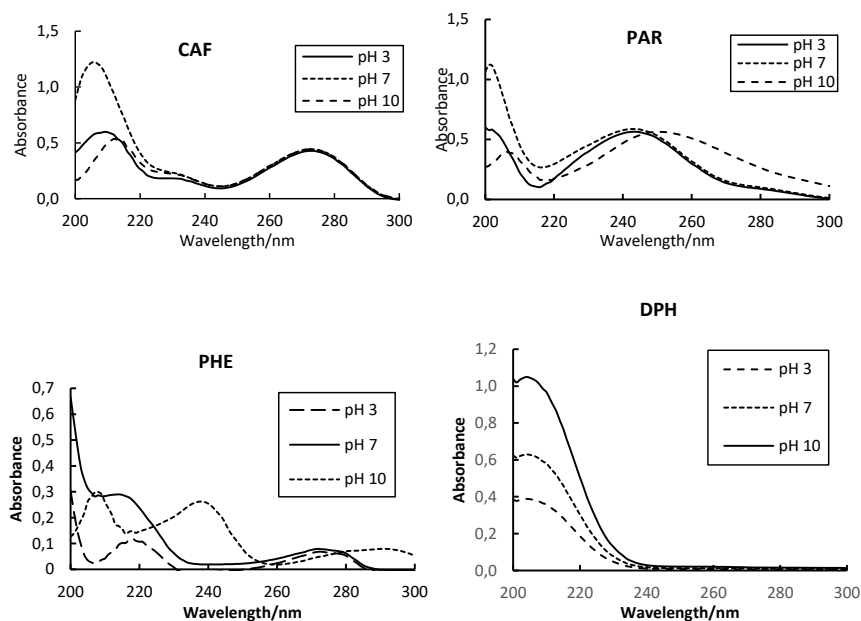 CAF
1,5
1,0
0,5
0,0
Absorbance
200 220 240 260 280 300
Wavelength/nm
pH 3
pH 7
pH 10
PAR
1,5
1,0
0,5
0,0
Absorbance
200 220 240 260 280 300
Wavelength/nm
pH 3
pH 7
pH 10
PHE
0,7
0,6
0,5
0,4
0,3
0,2
0,1
0
Absorbance
200 220 240 260 280 300
Wavelength/nm
pH 3
pH 7
pH 10
DPH
1,2
1,0
0,8
0,6
0,4
0,2
0,0
Absorbance
200 220 240 260 280 300
Wavelength/nm
pH 3
pH 7
pH 10